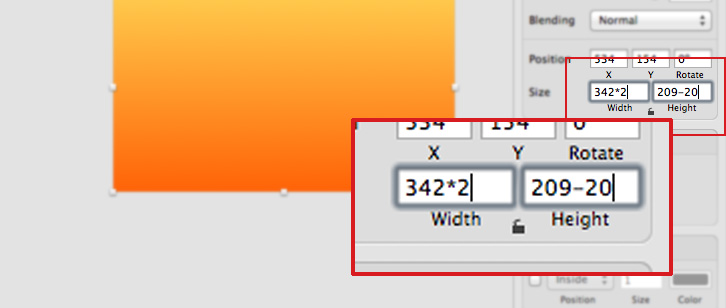 Blending Normal
Position 534 154 0°
X Y Rotate
Size 342*2 209-20
Width Height
334 154 0°
X Y Rotate
342*2 209-20
Width Height
Inside 1
Position Size Color